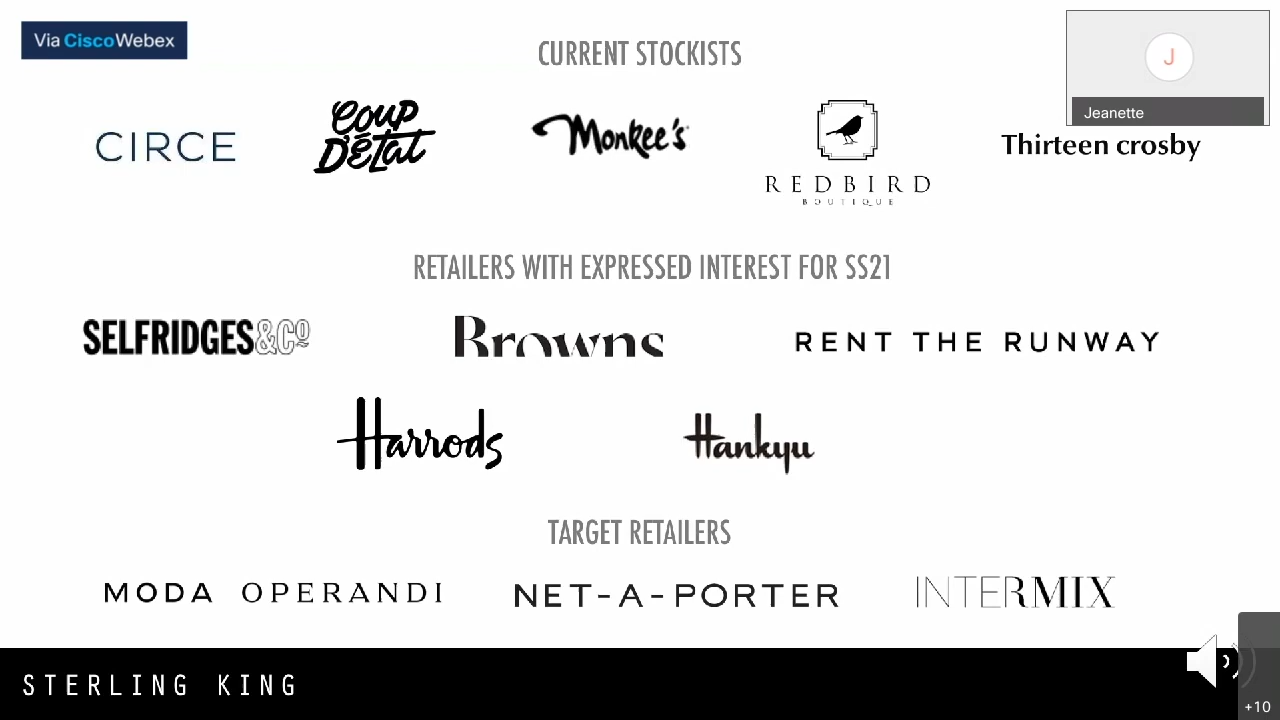 Via CiscoWebex
CURRENT STOCKISTS
J
Jeanette
CIRCE
COUP D'ÉTAT
Monkee's
REDBIRD
BOUTIQUE
Thirteen crosby
RETAILERS WITH EXPRESSED INTEREST FOR SS21
SELFRIDGES&Cº
Browns
RENT THE RUNWAY
Harrods
Hankyu
TARGET RETAILERS
MODA OPERANDI
NET-A-PORTER
INTERMIX
STERLING KING
+10